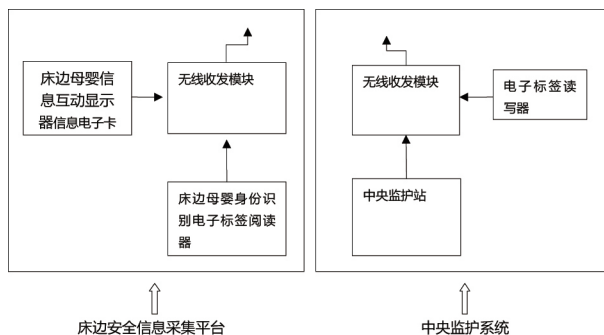 床边母婴信
息互动显示
器信息电子卡
无线收发模块
床边母婴身份识
别电子标签阅读
器
床边安全信息采集平台
无线收发模块
电子标签读
写器
中央监护站
中央监护系统